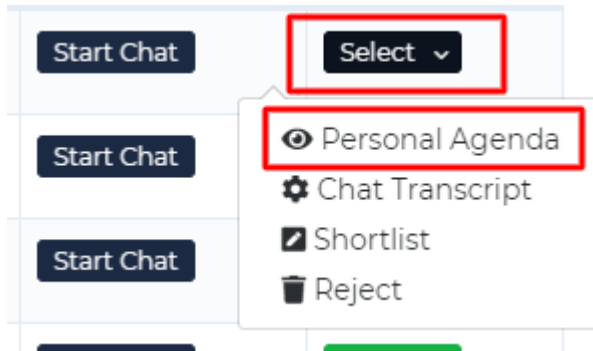 Start Chat
Select
Personal Agenda
Start Chat
Chat Transcript
Shortlist
Start Chat
Reject